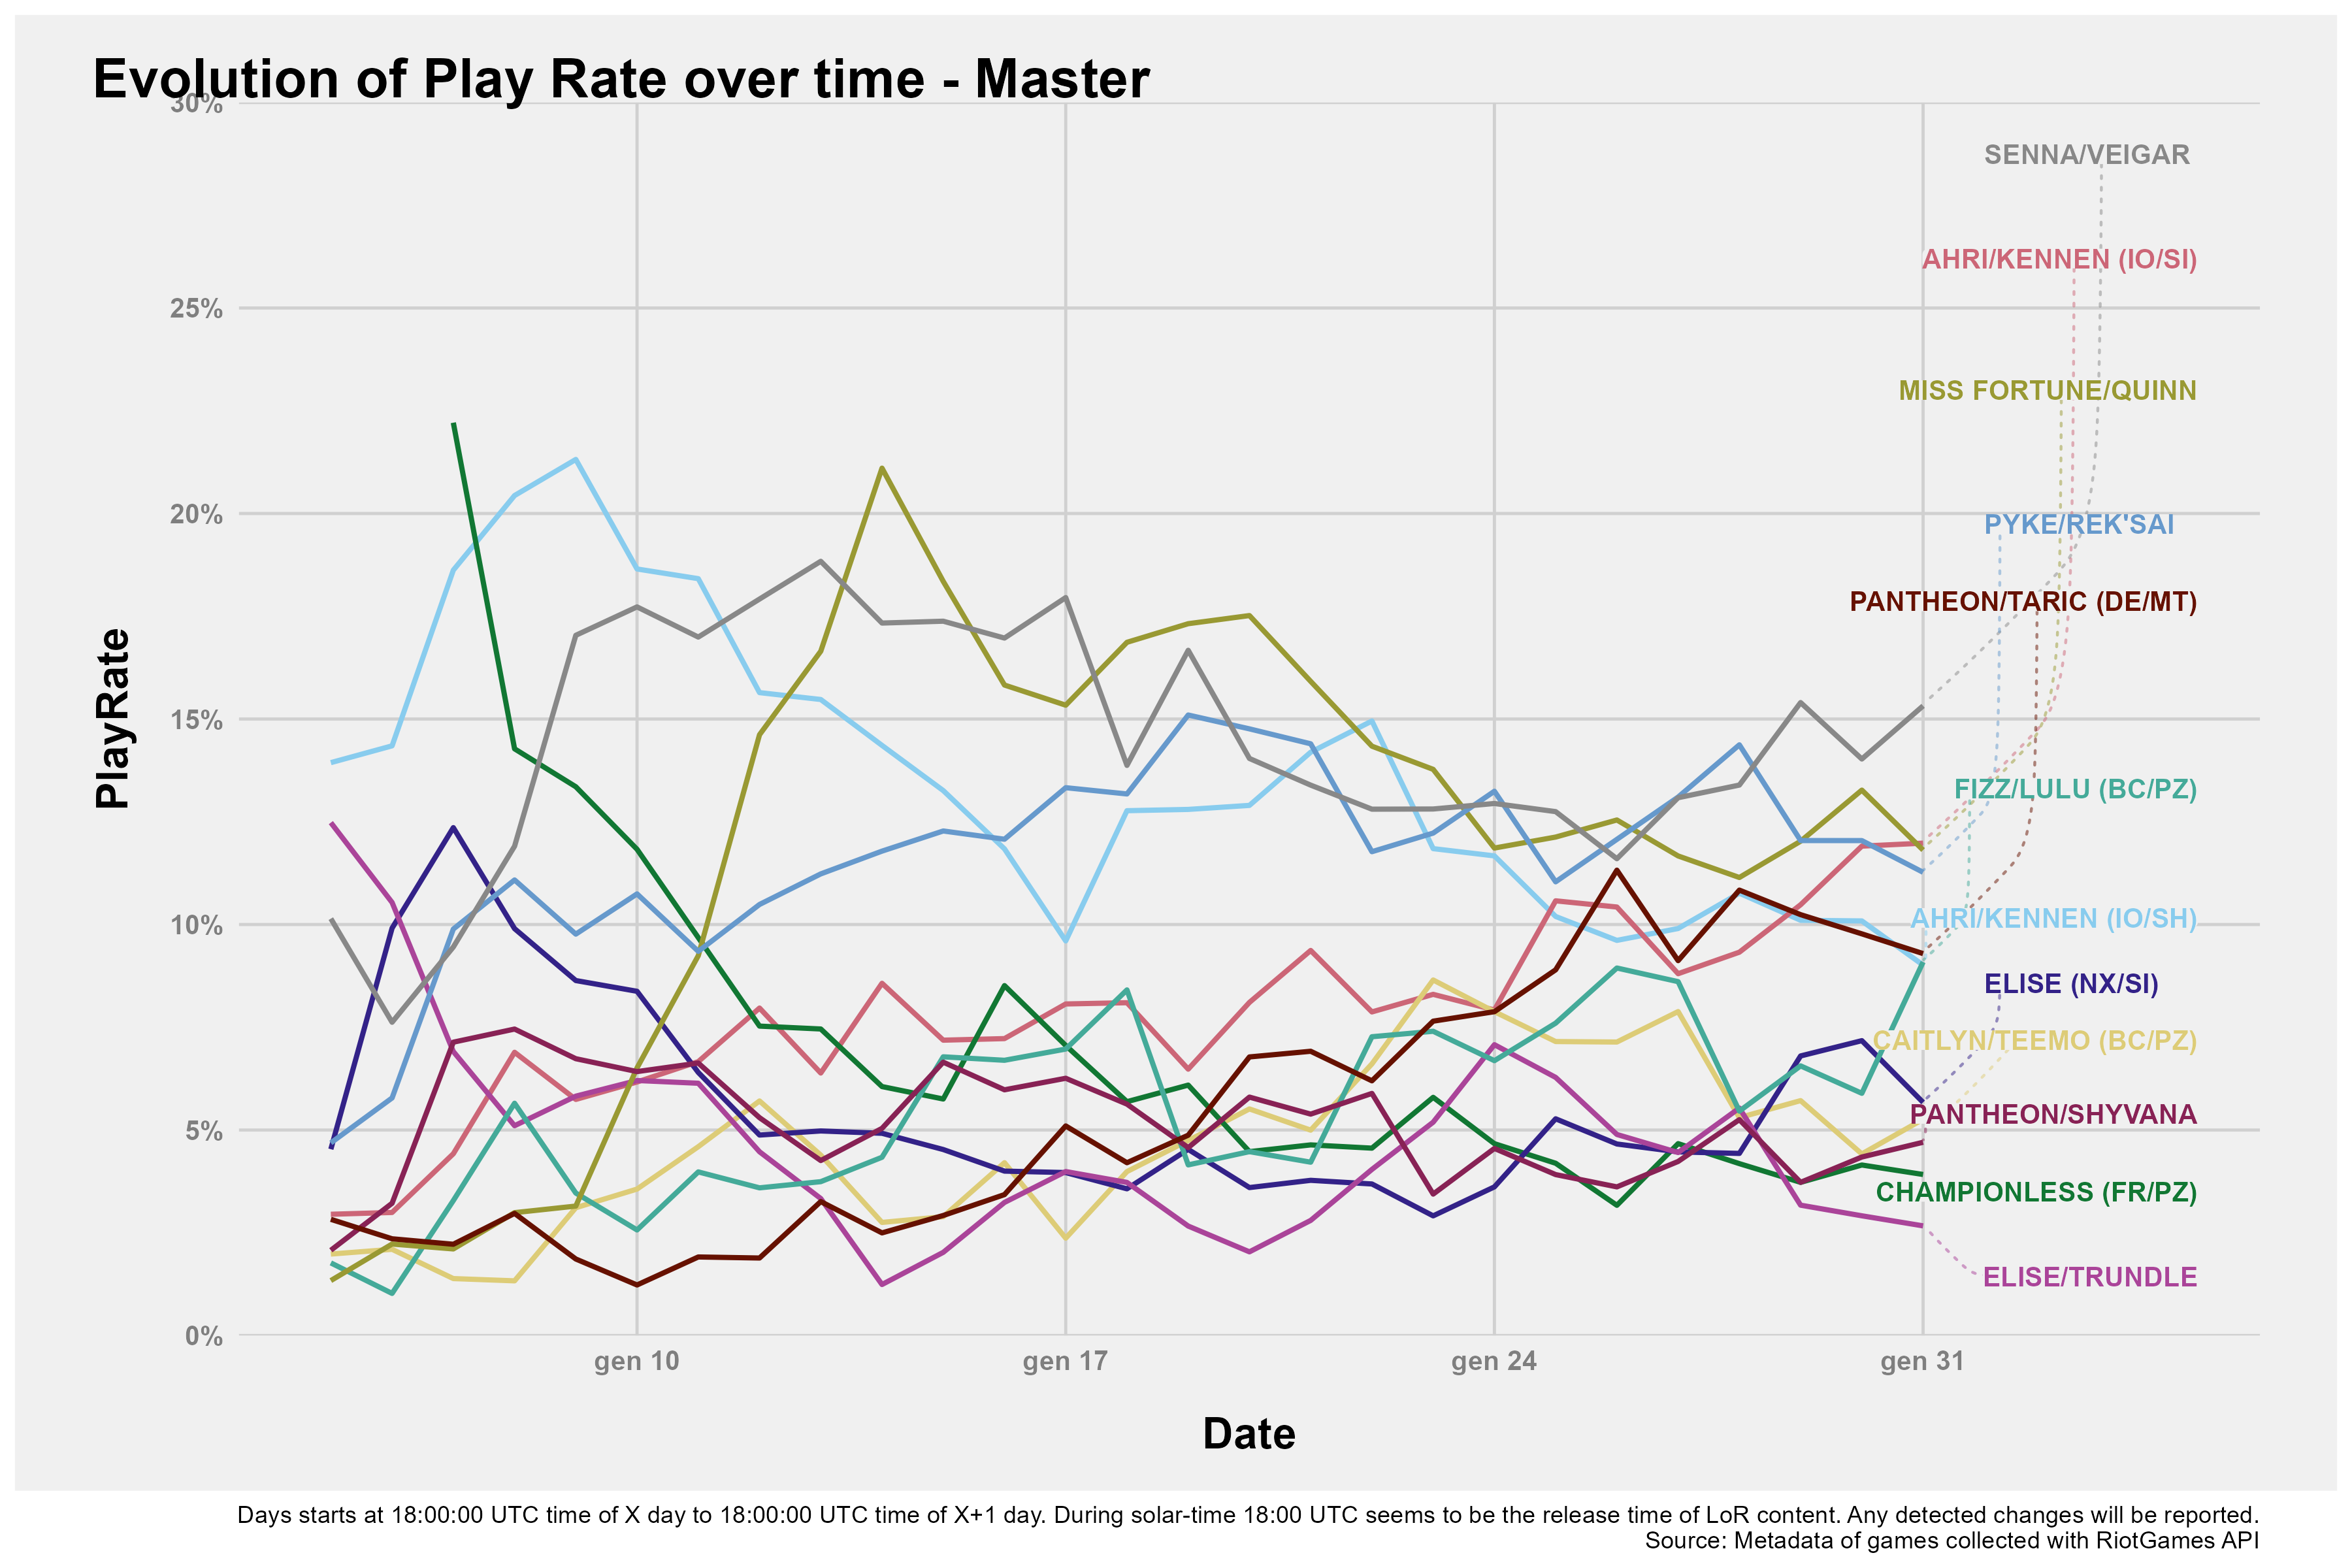 Evolution of Play Rate over time - Master
30%
SENNA/VEIGAR
AHRI/KENNEN (IO/SI)
25%
MISS FORTUNE/QUINN
20%
PYKE/REK'SAI
PANTHEON/TARIC (DE/MT)
PlayRate
15%
FIZZ/LULU (BC/PZ)
10%
AHRI/KENNEN (IO/SH)
ELISE (NX/SI)
CAITLYN/TEEMO (BC/PZ)
5%
PANTHEON/SHYVANA
CHAMPIONLESS (FR/PZ)
ELISE/TRUNDLE
0%
gen 10
gen 17
gen 24
gen 31
Date
Days starts at 18:00:00 UTC time of X day to 18:00:00 UTC time of X+1 day. During solar-time 18:00 UTC seems to be the release time of LoR content. Any detected changes will be reported.
Source: Metadata of games collected with RiotGames API